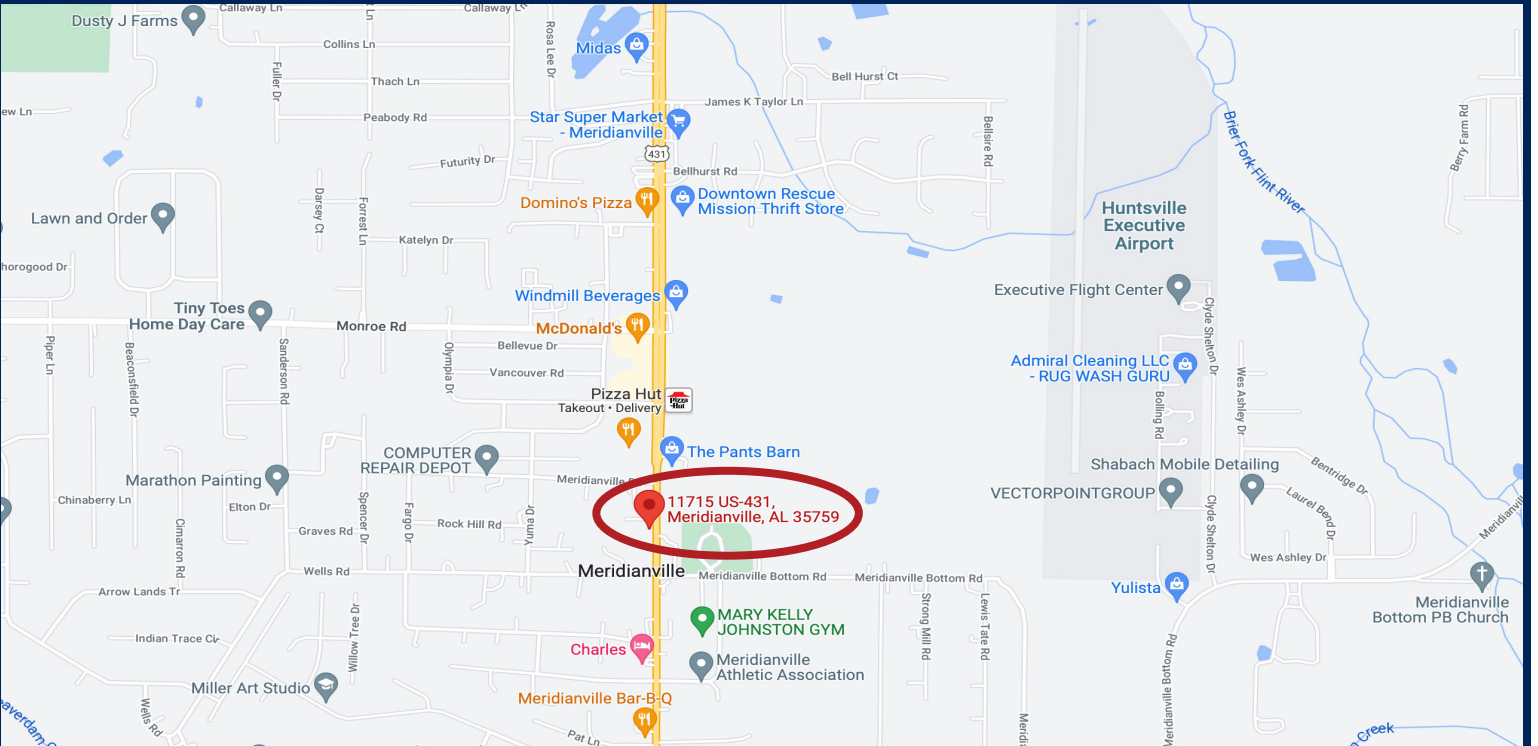 Callaway Ln
Callaway Ln
Dusty J Farms
Ln
Rosa Lee Dr
Collins Ln
Midas
Fuller Dr
Thach Ln
Bell Hurst Ct
ew Ln
James K Taylor Ln
Peabody Rd
Star Super Market
- Meridianville
Bellsire Rd
Brier Fork Flint River
Berry Farm Rd
431
Futurity Dr
Bellhurst Rd
Darsey Ct
Forrest Ln
Domino's Pizza
Downtown Rescue
Mission Thrift Store
Lawn and Order
Huntsville
Executive
Airport
Katelyn Dr
horogood Dr
Executive Flight Center
Windmill Beverages
Tiny Toes
Home Day Care
Monroe Rd
McDonald's
Clyde Shelton Dr
Piper Ln
Beaconsfield Dr
Sanderson Rd
Olympia Dr
Bellevue Dr
Vancouver Rd
Admiral Cleaning LLC
- RUG WASH GURU
Wes Ashley Dr
Bolling Rd
Pizza Hut
Takeout • Delivery
Pizza
Hut
COMPUTER
REPAIR DEPOT
The Pants Barn
Shabach Mobile Detailing
Bentridge Dr
Marathon Painting
Meridianville
VECTORPOINTGROUP
Laurel Bend Dr
Chinaberry Ln
Elton Dr
Spencer Dr
Fargo Dr
11715 US-431,
Meridianville, AL 35759
Clyde Shelton Dr
Meridianville
Cimarron Rd
Graves Rd
Rock Hill Rd
Yuma Dr
Wes Ashley Dr
Wells Rd
Meridianville
Meridianville Bottom Rd
Meridianville Bottom Rd
Arrow Lands Tr
Yulista
Meridianville
Bottom PB Church
Willow Tree Dr
Strong Mill Rd
Lewis Tate Rd
MARY KELLY
JOHNSTON GYM
Indian Trace Cir
Charles
Meridianville
Athletic Association
Meridianville Bottom Rd
Miller Art Studio
Meridianville Bar-B-Q
Wells Rd
eaverdam C
Pat Ln
Meridi
Creek